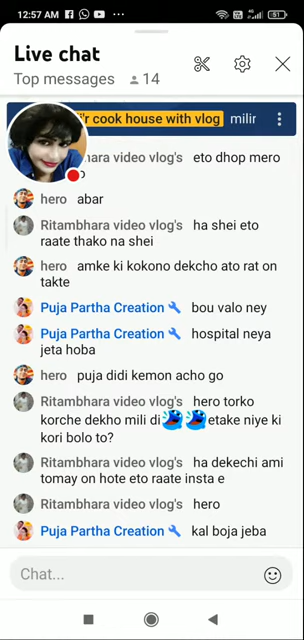 12:57 AM
51
Live chat
Top messages 14
r cook house with vlog milir
hara video vlog's eto dhop mero
o
hero abar
Ritambhara video vlog's ha shei eto
raate thako na shei
hero amke ki kokono dekcho ato rat on
takte
Puja Partha Creation bou valo ney
Puja Partha Creation hospital neya
jeta hoba
hero puja didi kemon acho go
Ritambhara video vlog's hero torko
korche dekho mili di etake niye ki
kori bolo to?
Ritambhara video vlog's ha dekechi ami
tomay on hote eto raate insta e
Ritambhara video vlog's hero
Puja Partha Creation kal boja jeba
Chat...